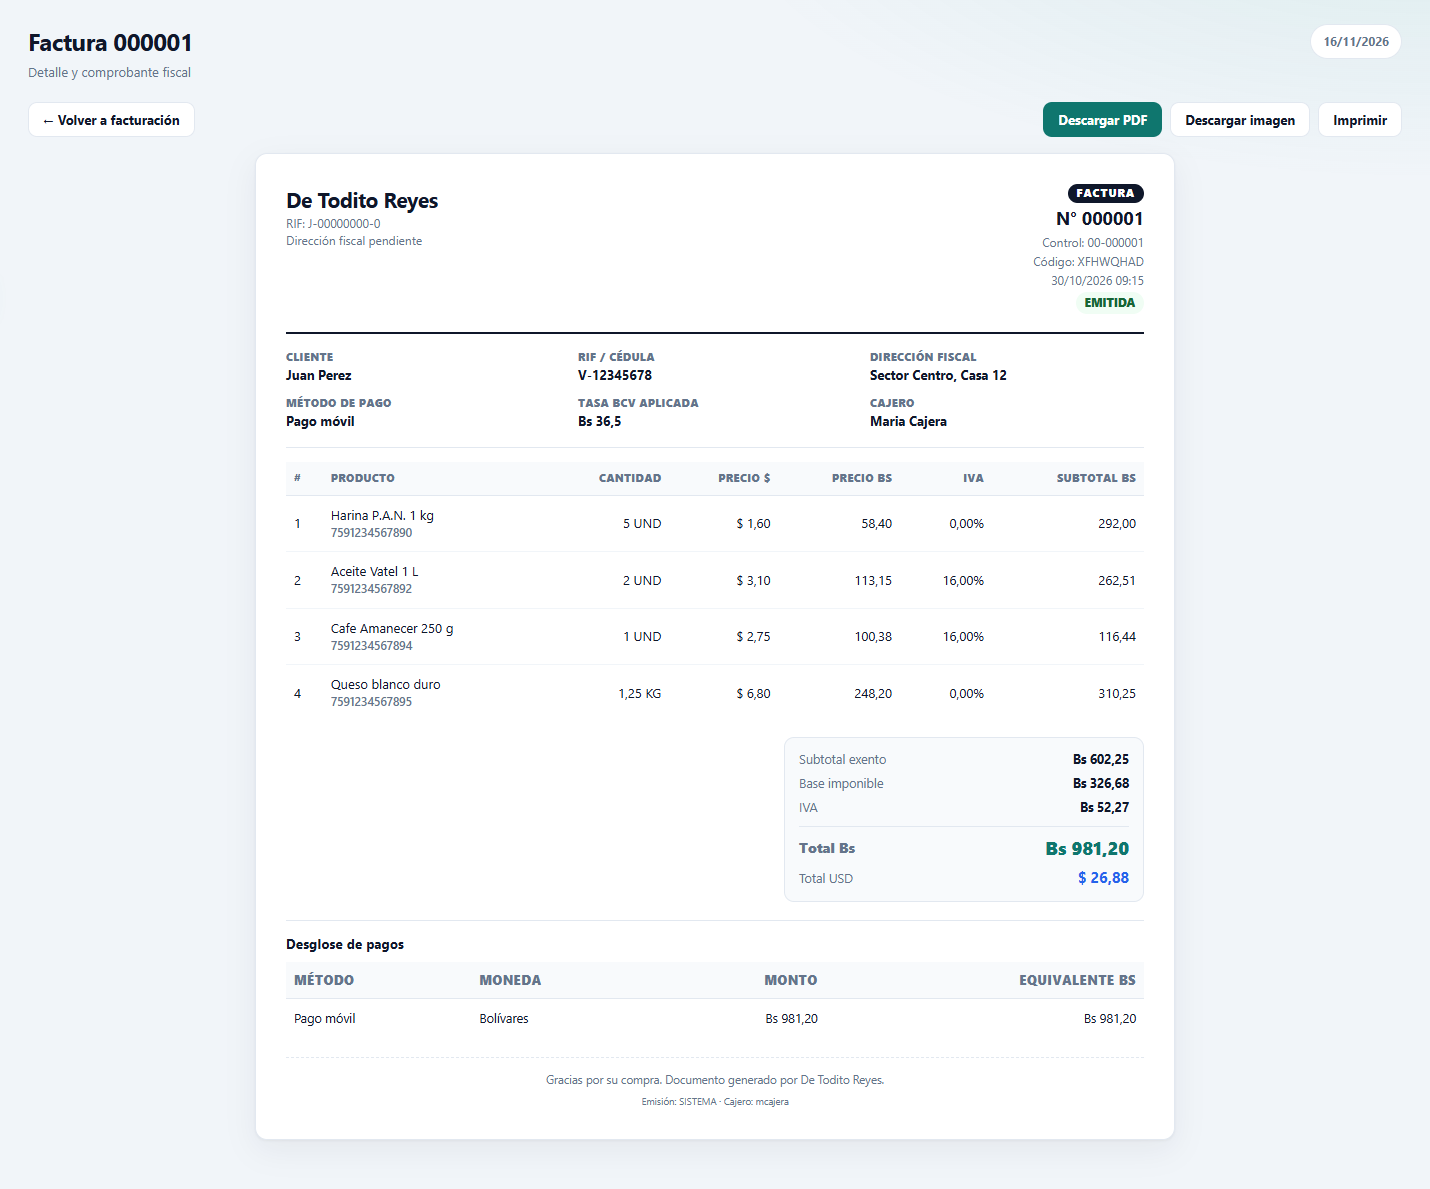 Factura 000001
16/11/2026
Detalle y comprobante fiscal
← Volver a facturación
Descargar PDF
Descargar imagen
Imprimir
De Todito Reyes
RIF: J-00000000-0
Dirección fiscal pendiente
FACTURA
N° 000001
Control: 00-000001
Código: XFHWQHAD
30/10/2026 09:15
EMITIDA
CLIENTE
Juan Perez
RIF / CÉDULA
V-12345678
DIRECCIÓN FISCAL
Sector Centro, Casa 12
MÉTODO DE PAGO
Pago móvil
TASA BCV APLICADA
Bs 36,5
CAJERO
Maria Cajera
# PRODUCTO CANTIDAD PRECIO $ PRECIO BS IVA SUBTOTAL BS
1 Harina P.A.N. 1 kg 5 UND $ 1,60 58,40 0,00% 292,00
7591234567890
2 Aceite Vatel 1 L 2 UND $ 3,10 113,15 16,00% 262,51
7591234567892
3 Cafe Amanecer 250 g 1 UND $ 2,75 100,38 16,00% 116,44
7591234567894
4 Queso blanco duro 1,25 KG $ 6,80 248,20 0,00% 310,25
7591234567895
Subtotal exento Bs 602,25
Base imponible Bs 326,68
IVA Bs 52,27
Total Bs Bs 981,20
Total USD $ 26,88
Desglose de pagos
MÉTODO MONEDA MONTO EQUIVALENTE BS
Pago móvil Bolívares Bs 981,20 Bs 981,20
Gracias por su compra. Documento generado por De Todito Reyes.
Emisión: SISTEMA · Cajero: mcajera